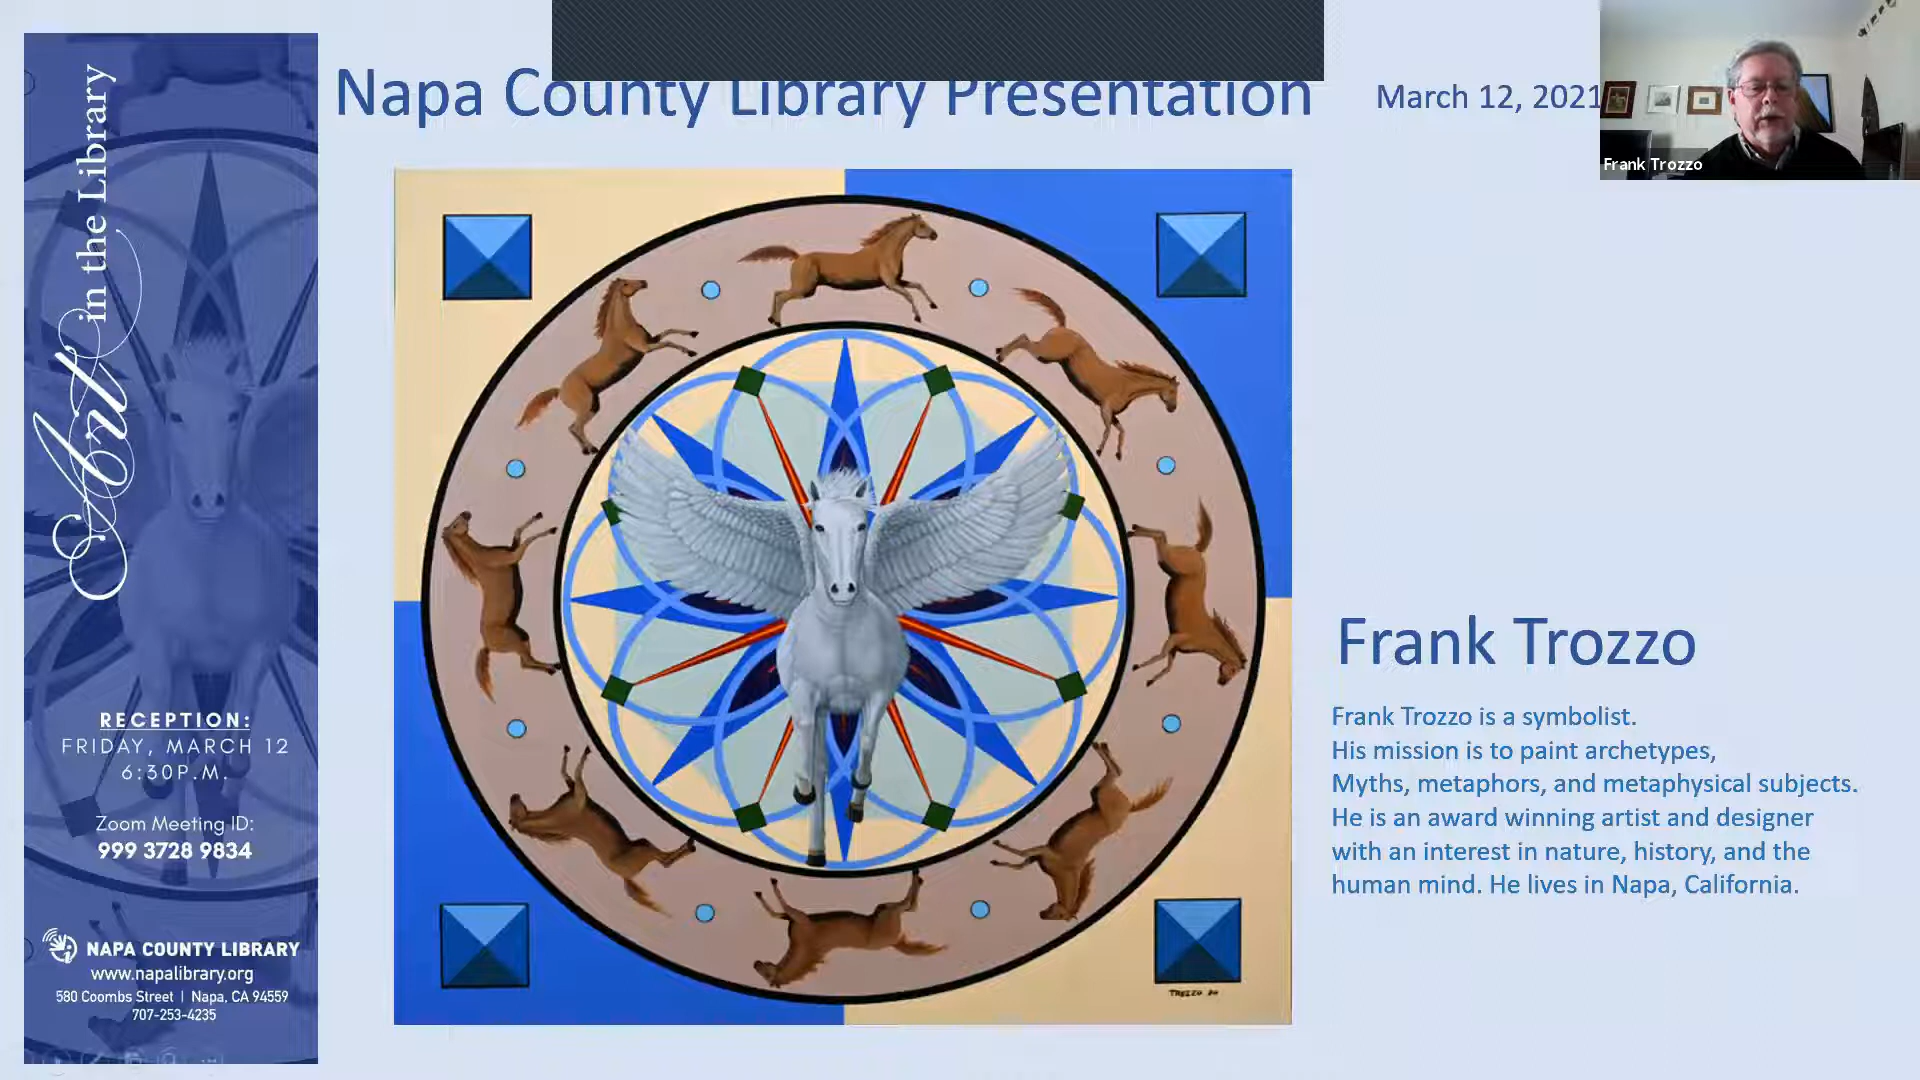 Art in the Library
RECEPTION:
FRIDAY, MARCH 12
6:30P.M.
Zoom Meeting ID:
999 3728 9834
NAPA COUNTY LIBRARY
www.napalibrary.org
580 Coombs Street | Napa, CA 94559
707-253-4235
Napa County Library Presentation
March 12, 2021
Frank Trozzo
TROZZO 20
Frank Trozzo
Frank Trozzo is a symbolist.
His mission is to paint archetypes,
Myths, metaphors, and metaphysical subjects.
He is an award winning artist and designer
with an interest in nature, history, and the
human mind. He lives in Napa, California.